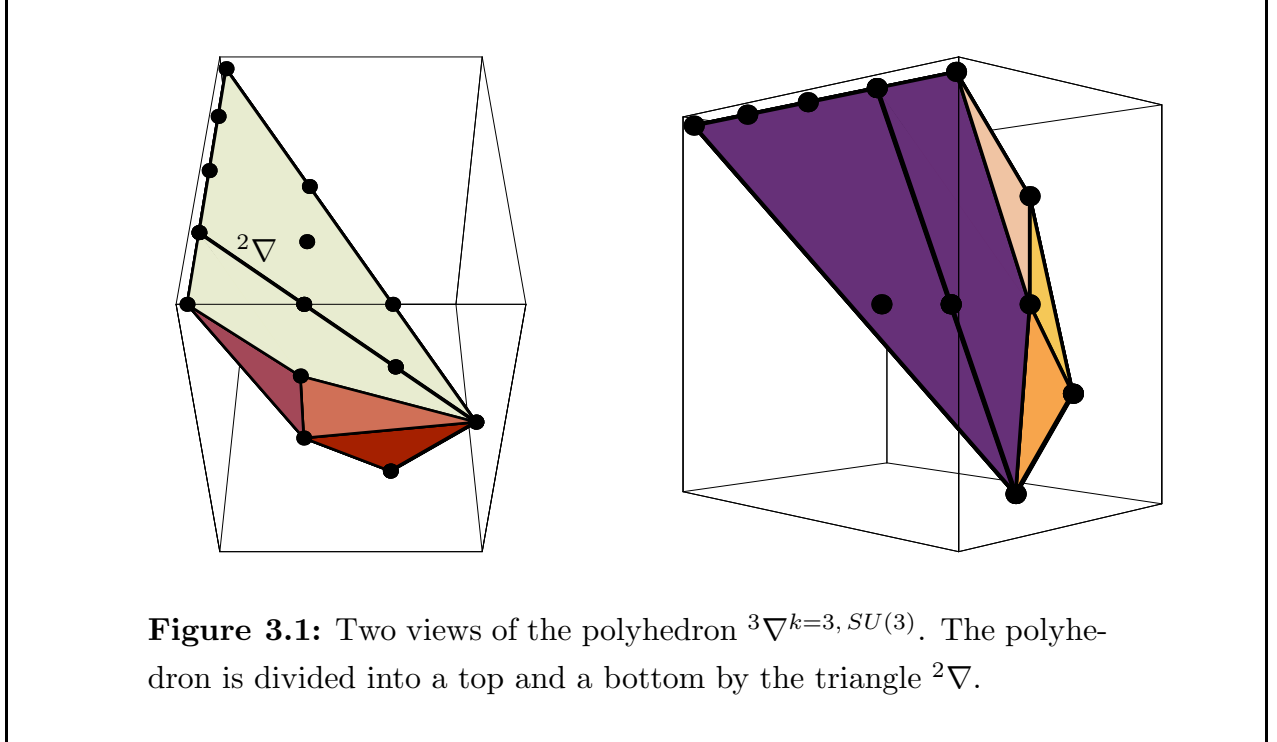 ²∇
Figure 3.1: Two views of the polyhedron ³∇ᵏ⁼³, ˢᵁ⁽³⁾. The polyhe-
dron is divided into a top and a bottom by the triangle ²∇.